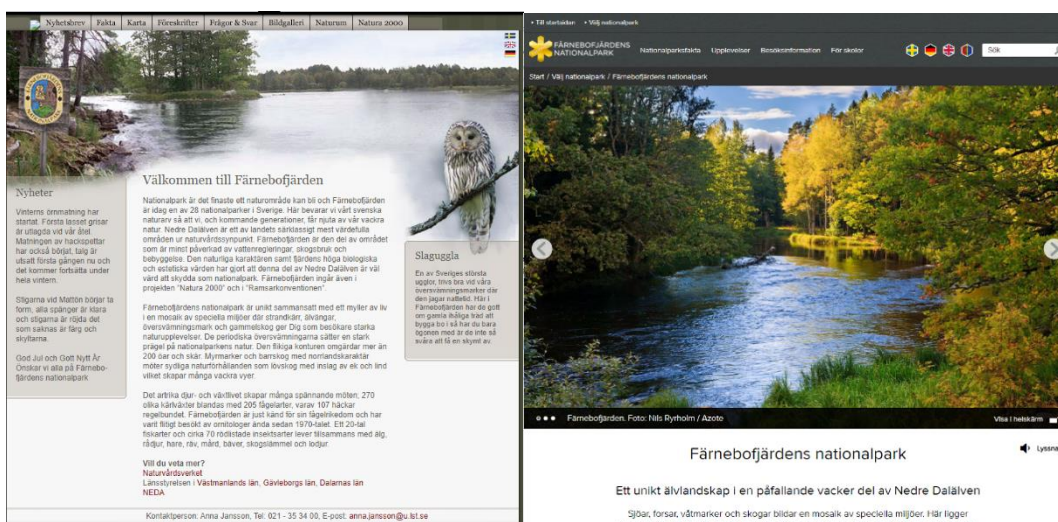 Nyhetsbrev Fakta Karta Föreskrifter Frågor & Svar Bildgalleri Naturum Natura 2000
Nyheter
Vinterns örnmatning har
startat. Första lasset grisar
är utlagda vid vår åtel.
Matningen av hackspettar
har också börjat, talg är
utsatt första gången nu och
det kommer fortsätta under
hela vintern.
Stigarna vid Mattön börjar ta
form, alla spänger är klara
och stigarna är röjda det
som saknas är färg och
skyltarna.
God Jul och Gott Nytt År
Önskar vi alla på Färnebo-
fjärdens nationalpark
Välkommen till Färnebofjärden
Nationalpark är det finaste ett naturområde kan bli och Färnebofjärden
är idag en av 28 nationalparker i Sverige. Här bevarar vi vårt svenska
naturarv så att vi, och kommande generationer, får njuta av vår vackra
natur. Nedre Dalälven är ett av landets särklassigt mest värdefulla
områden ur naturvårdssynpunkt. Färnebofjärden är den del av området
som är minst påverkad av vattenregleringar, skogsbruk och
bebyggelse. Den naturliga karaktären samt fjärdens höga biologiska
och estetiska värden har gjort att denna del av Nedre Dalälven är väl
värd att skydda som nationalpark. Färnebofjärden ingår även i
projekten "Natura 2000" och i "Ramsarkonventionen".
Färnebofjärdens nationalpark är unikt sammansatt med ett myller av liv
i en mosaik av speciella miljöer där strandkärr, älvängar,
översvämningsmark och gammelskog ger Dig som besökare starka
naturupplevelser. De periodiska översvämningarna sätter en stark
prägel på nationalparkens natur. Den flikiga konturen omgärdar mer än
200 öar och skär. Myrmarker och barrskog med norrlandskaraktär
möter sydliga naturförhållanden som lövskog med inslag av ek och lind
vilket skapar många vackra vyer.
Det artrika djur- och växtlivet skapar många spännande möten; 270
olika kärlväxter blandas med 205 fågelarter, varav 107 häckar
regelbundet. Färnebofjärden är just känd för sin fågelrikedom och har
varit flitigt besökt av ornitologer ända sedan 1970-talet. Ett 20-tal
fiskarter och cirka 70 rödlistade insektsarter lever tillsammans med älg,
rådjur, hare, räv, mård, bäver, skogslämmel och lodjur.
Vill du veta mer?
Naturvårdsverket
Länsstyrelsen i Västmanlands län, Gävleborgs län, Dalarnas län
NEDA
Slaguggla
En av Sveriges största
ugglor, trivs bra vid våra
översvämningsmarker där
den jagar nattetid. Här i
Färnebofjärden har de gott
om gamla ihåliga träd att
bygga bo i så har du bara
ögonen med är de inte så
svåra att få en skymt av.
Kontaktperson: Anna Jansson, Tel: 021 - 35 34 00, E-post: anna.jansson@u.lst.se
Till startsidan Välj nationalpark
FÄRNEBOFJÄRDENS
NATIONALPARK
Nationalparksfakta Upplevelser Besöksinformation För skolor
Sök
Start / Välj nationalpark / Färnebofjärdens nationalpark
Färnebofjärden. Foto: Nils Ryrholm / Azote
Visa i helskärm
Färnebofjärdens nationalpark
Lyssna
Ett unikt älvlandskap i en påfallande vacker del av Nedre Dalälven
Sjöar, forsar, våtmarker och skogar bildar en mosaik av speciella miljöer. Här ligger